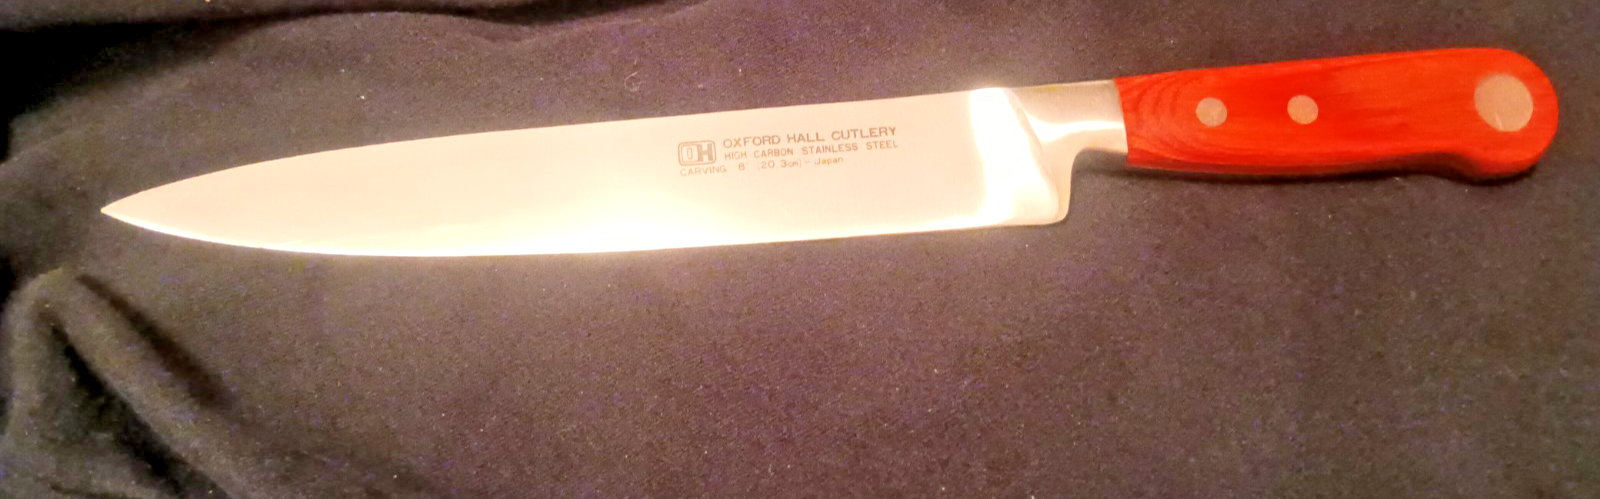 OH OXFORD HALL CUTLERY
HIGH CARBON STAINLESS STEEL
CARVING 8" (20.3cm) - Japan